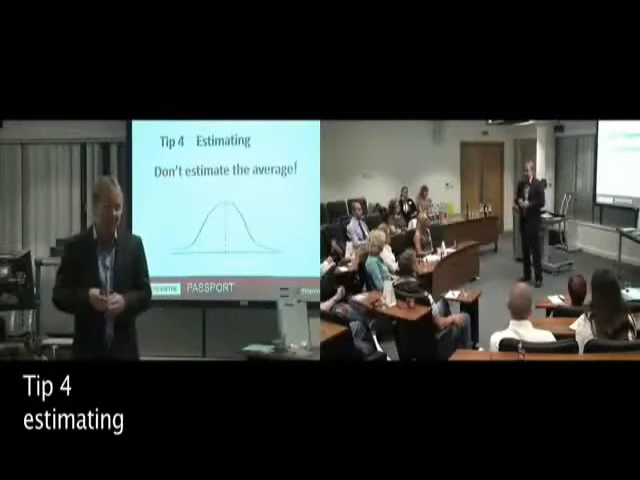 Tip 4 Estimating
Don't estimate the average!
PASSPORT
Tip 4
estimating